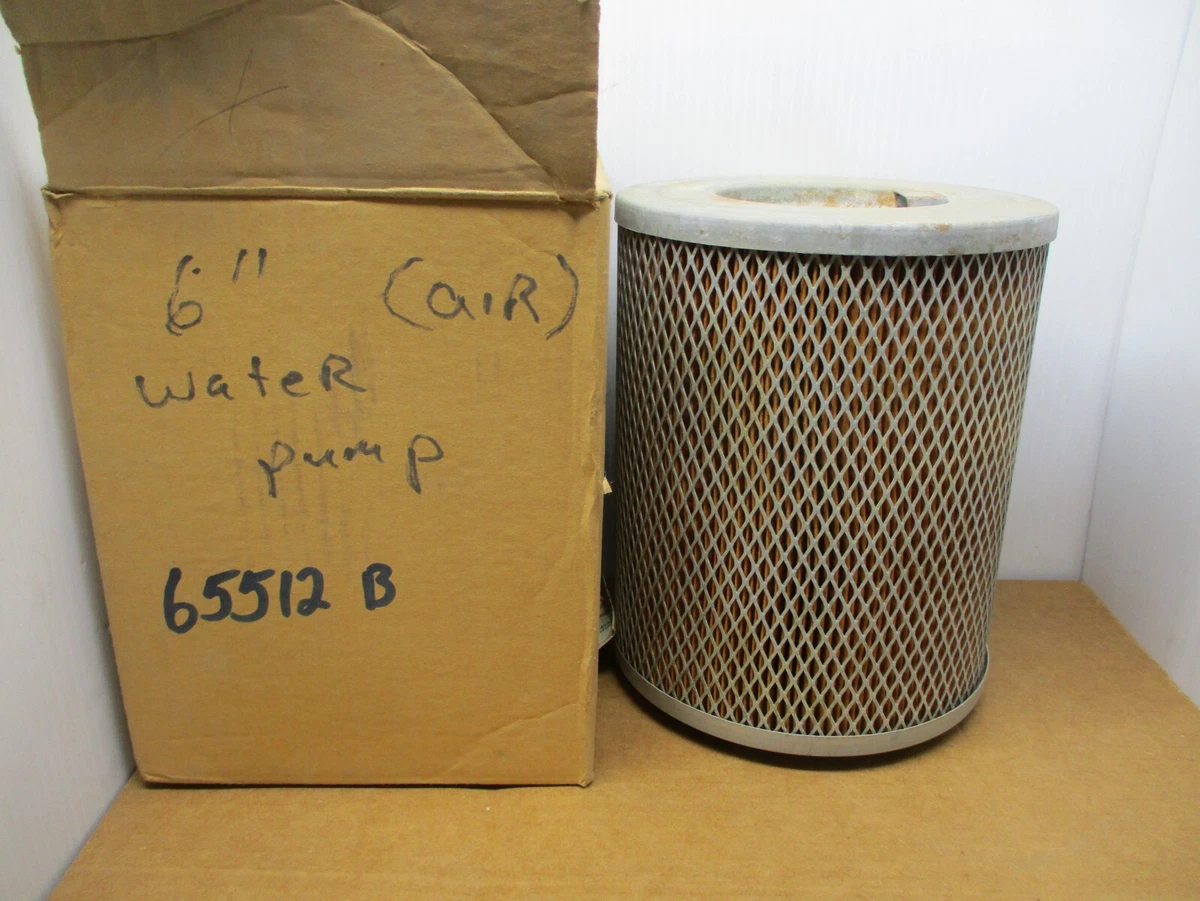 6" (aiR)
wateR
pump
65512 B